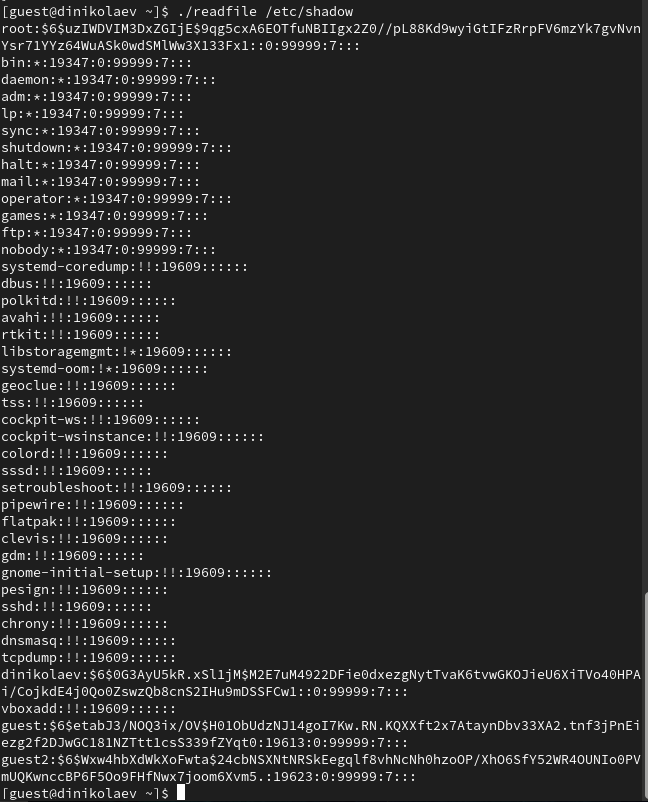 [guest@dinikolaev ~]$ ./readfile /etc/shadow
root:$6$uzIWDVIM3DxZGIjE$9qg5cxA6EOTfuNBIIgx2Z0//pL88Kd9wyiGtIFzRrpFV6mzYk7gvNvn
Ysr71YYz64WuASk0wdSMlWw3X133Fx1::0:99999:7:::
bin:*:19347:0:99999:7:::
daemon:*:19347:0:99999:7:::
adm:*:19347:0:99999:7:::
lp:*:19347:0:99999:7:::
sync:*:19347:0:99999:7:::
shutdown:*:19347:0:99999:7:::
halt:*:19347:0:99999:7:::
mail:*:19347:0:99999:7:::
operator:*:19347:0:99999:7:::
games:*:19347:0:99999:7:::
ftp:*:19347:0:99999:7:::
nobody:*:19347:0:99999:7:::
systemd-coredump:!!:19609::::::
dbus:!!:19609::::::
polkitd:!!:19609::::::
avahi:!!:19609::::::
rtkit:!!:19609::::::
libstoragemgmt:!*:19609::::::
systemd-oom:!*:19609::::::
geoclue:!!:19609::::::
tss:!!:19609::::::
cockpit-ws:!!:19609::::::
cockpit-wsinstance:!!:19609::::::
colord:!!:19609::::::
sssd:!!:19609::::::
setroubleshoot:!!:19609::::::
pipewire:!!:19609::::::
flatpak:!!:19609::::::
clevis:!!:19609::::::
gdm:!!:19609::::::
gnome-initial-setup:!!:19609::::::
pesign:!!:19609::::::
sshd:!!:19609::::::
chrony:!!:19609::::::
dnsmasq:!!:19609::::::
tcpdump:!!:19609::::::
dinikolaev:$6$0G3AyU5kR.xSl1jM$M2E7uM4922DFie0dxezgNytTvaK6tvwGKOJieU6XiTVo40HPA
i/CojkdE4j0Qo0ZswzQb8cnS2IHu9mDSSFCw1::0:99999:7:::
vboxadd:!!:19609::::::
guest:$6$etabJ3/NOQ3ix/OV$H01ObUdzNJ14goI7Kw.RN.KQXXft2x7AtaynDbv33XA2.tnf3jPnEi
ezg2f2DJwGC181NZTtt1csS339fZYqt0:19613:0:99999:7:::
guest2:$6$Wxw4hbXdWkXoFwta$24cbNSXNtNRSkEegqlf8vhNcNh0hzoOP/XhO6SfY52WR4OUNIo0PV
mUQKwnccBP6F5Oo9FHfNwx7joom6Xvm5.:19623:0:99999:7:::
[guest@dinikolaev ~]$